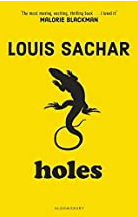 "The most moving, exciting, thrilling book ... I loved it"
MALORIE BLACKMAN
LOUIS SACHAR
holes
BLOOMSBURY